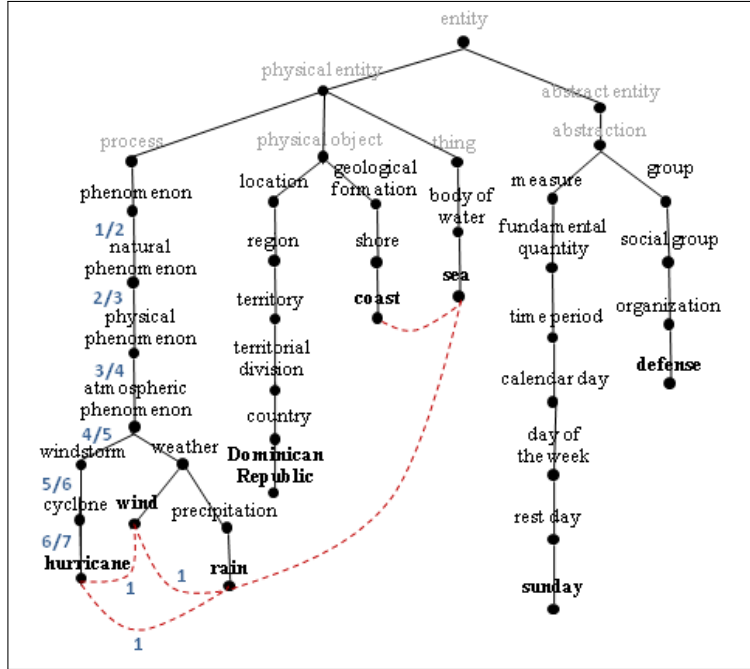 entity
physical entity
abstract entity
abstraction
process
physical object
thing
phenomenon
location
geological
formation
body of
water
measure
group
1/2
natural
phenomenon
region
shore
sea
fundamental
quantity
social group
2/3
physical
phenomenon
territory
coast
time period
organization
3/4
atmospheric
phenomenon
territorial
division
calendar day
defense
4/5
windstorm
weather
country
day of
the week
Dominican
Republic
5/6
cyclone
wind
precipitation
rest day
6/7
hurricane
1
1
rain
sunday
1